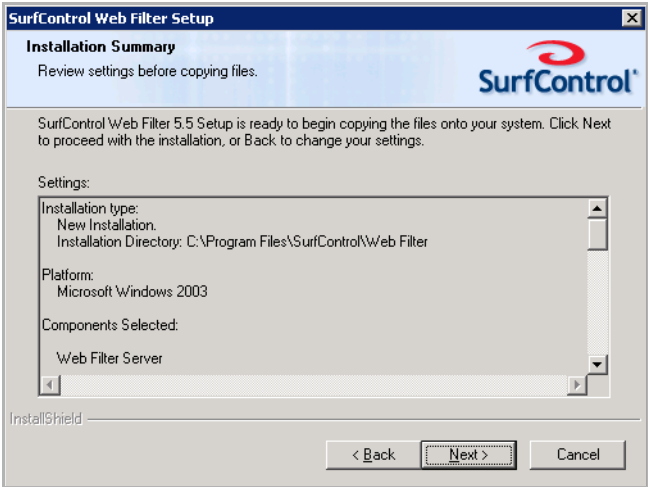 SurfControl Web Filter Setup
Installation Summary
Review settings before copying files.
SurfControl
SurfControl Web Filter 5.5 Setup is ready to begin copying the files onto your system. Click Next
to proceed with the installation, or Back to change your settings.
Settings:
Installation type:
New Installation.
Installation Directory: C:\Program Files\SurfControl\Web Filter
Platform:
Microsoft Windows 2003
Components Selected:
Web Filter Server
InstallShield
< Back Next > Cancel